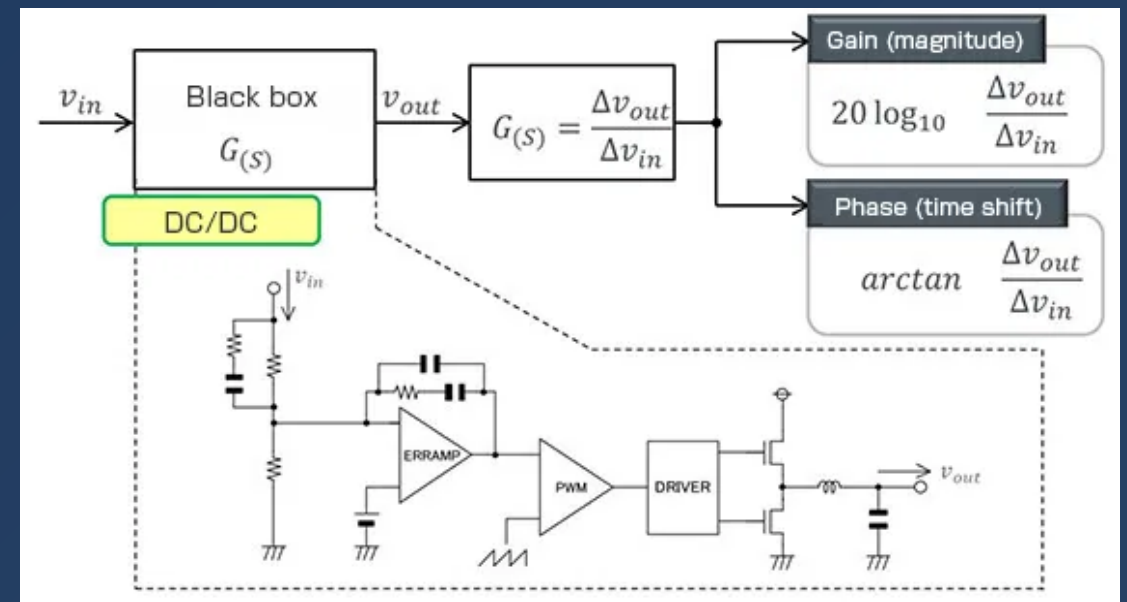 v_in
Black box
G_(S)
v_out
G_(S) = Δv_out / Δv_in
Gain (magnitude)
20 log_10 Δv_out / Δv_in
DC/DC
Phase (time shift)
arctan Δv_out / Δv_in
v_in
ERRAMP
PWM
DRIVER
v_out